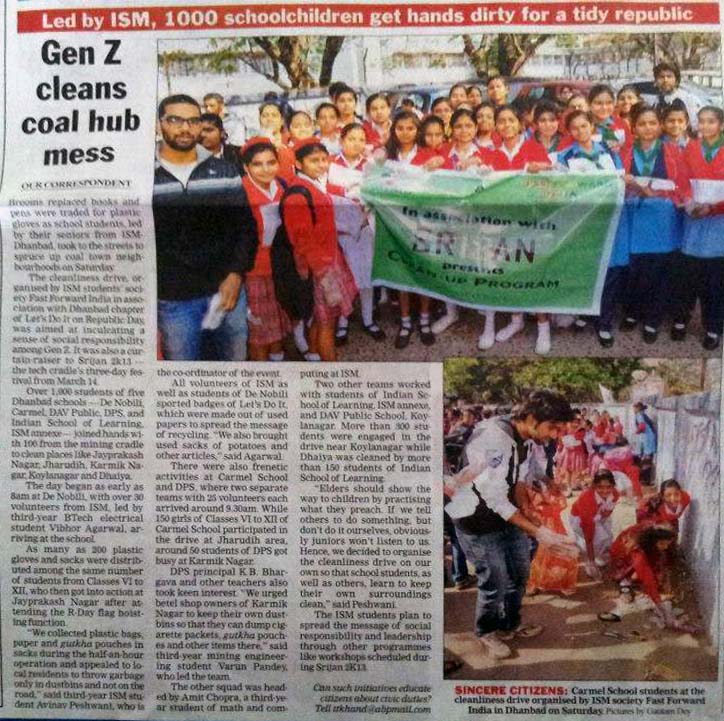 Led by ISM, 1000 schoolchildren get hands dirty for a tidy republic
Gen Z
cleans
coal hub
mess
OUR CORRESPONDENT
Brooms replaced books and
pens were traded for plastic
gloves as school students, led
by their seniors from ISM-
Dhanbad, took to the streets to
spruce up coal town neigh-
bourhoods on Saturday.
The cleanliness drive, or-
ganised by ISM students' soci-
ety Fast Forward India in asso-
ciation with Dhanbad chapter
of Let's Do It on Republic Day,
was aimed at inculcating a
sense of social responsibility
among Gen Z. It was also a cur-
tain-raiser to Srijan 2k13 —
the tech cradle's three-day fes-
tival from March 14.
Over 1,000 students of five
Dhanbad schools — De Nobili,
Carmel, DAV Public, DPS, and
Indian School of Learning,
ISM annexe — joined hands wi-
th 100 from the mining cradle
to clean places like Jayprakash
Nagar, Jharudih, Karmik Na-
gar, Koylanagar and Dhaiya.
The day began as early as
8am at De Nobili, with over 30
volunteers from ISM, led by
third-year BTech electrical
student Vibhor Agarwal, ar-
riving at the school.
As many as 200 plastic
gloves and sacks were distrib-
uted among the same number
of students from Classes VI to
XII, who then got into action at
Jayprakash Nagar after at-
tending the R-Day flag hoist-
ing function.
"We collected plastic bags,
paper and gutkha pouches in
sacks during the half-an-hour
operation and appealed to lo-
cal residents to throw garbage
only in dustbins and not on the
road," said third-year ISM stu-
dent Avinav Peshwani, who is
the co-ordinator of the event.
All volunteers of ISM as
well as students of De Nobili
sported badges of Let's Do It,
which were made out of used
papers to spread the message
of recycling. "We also brought
used sacks of potatoes and
other articles," said Agarwal.
There were also frenetic
activities at Carmel School
and DPS, where two separate
teams with 25 volunteers each
arrived around 9.30am. While
150 girls of Classes VI to XII of
Carmel School participated in
the drive at Jharudih area,
around 50 students of DPS got
busy at Karmik Nagar.
DPS principal K.B. Bhar-
gava and other teachers also
took keen interest. "We urged
betel shop owners of Karmik
Nagar to keep their own dust-
bins so that they can dump cig-
arette packets, gutkha pouch-
es and other items there," said
third-year mining engineer-
ing student Varun Pandey,
who led the team.
The other squad was head-
ed by Amit Chopra, a third-ye-
ar student of math and com-
puting at ISM.
Two other teams worked
with students of Indian Sc-
hool of Learning, ISM annexe,
and DAV Public School, Koy-
lanagar. More than 300 stu-
dents were engaged in the
drive near Koylanagar while
Dhaiya was cleaned by more
than 150 students of Indian
School of Learning.
"Elders should show the
way to children by practising
what they preach. If we tell
others to do something, but
don't do it ourselves, obvious-
ly juniors won't listen to us.
Hence, we decided to organise
the cleanliness drive on our
own so that school students, as
well as others, learn to keep
their own surroundings
clean," said Peshwani.
The ISM students plan to
spread the message of social
responsibility and leadership
through other programmes
like workshops scheduled dur-
ing Srijan 2K13.
Can such initiatives educate
citizens about civic duties?
Tell ttkhand@abpmail.com
In association with
SRIJAN
presents
CLEAN-UP PROGRAM
SINCERE CITIZENS: Carmel School students at the
cleanliness drive organised by ISM society Fast Forward
India in Dhanbad on Saturday. Pictures by Gautam Dey